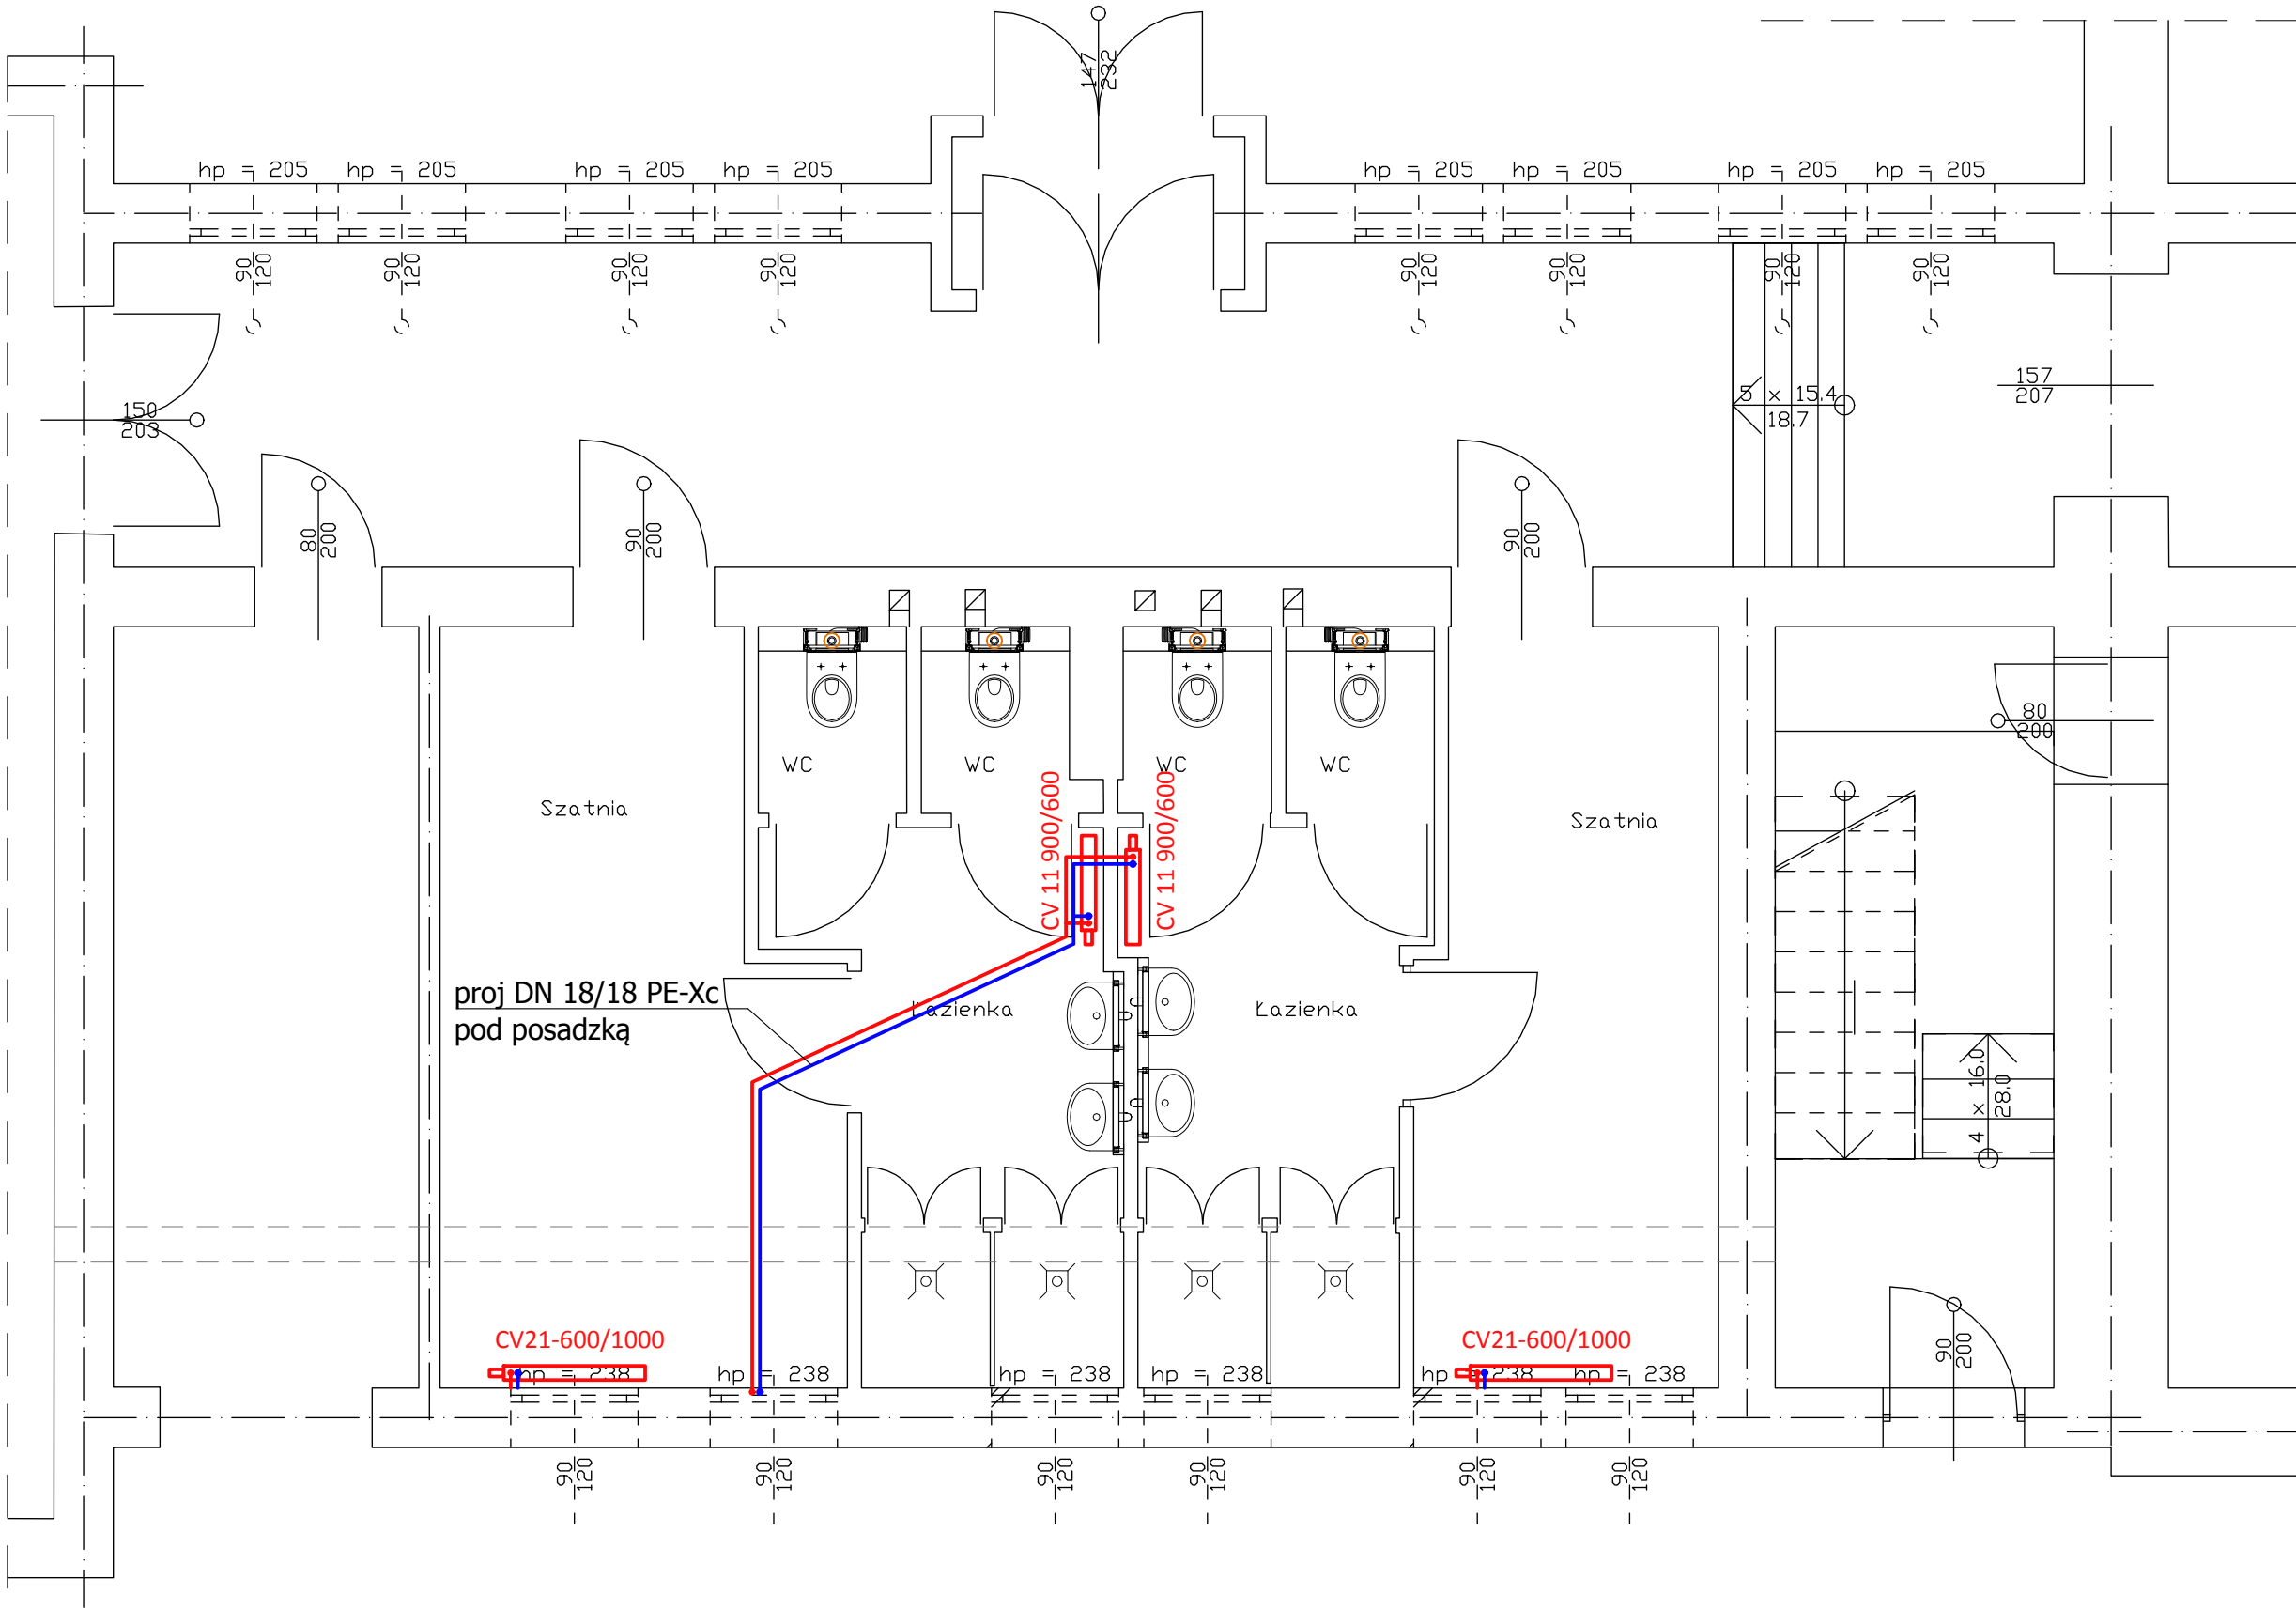 147
232
hp = 205
hp = 205
hp = 205
hp = 205
hp = 205
hp = 205
hp = 205
hp = 205
90
120
90
120
90
120
90
120
90
120
90
120
90
120
90
120
150
203
5 x 15.4
18.7
157
207
80
200
90
200
90
200
80
200
WC
WC
WC
WC
Szatnia
Szatnia
CV 11 900/600
CV 11 900/600
proj DN 18/18 PE-Xc
pod posadzką
Łazienka
Łazienka
4 x 16.0
28.0
CV21-600/1000
CV21-600/1000
90
200
hp = 238
hp = 238
hp = 238
hp = 238
hp = 238
hp = 238
90
120
90
120
90
120
90
120
90
120
90
120